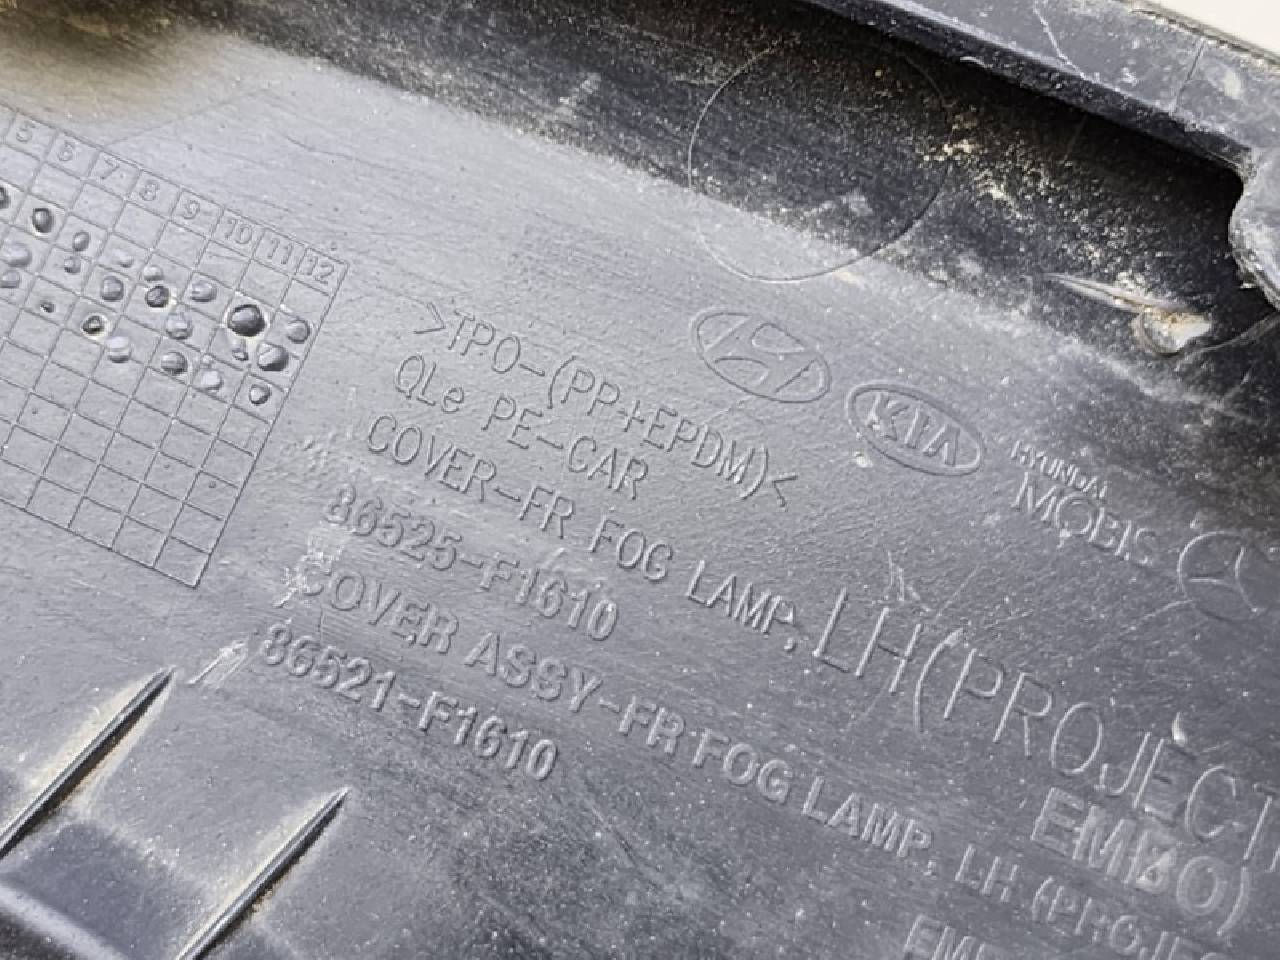 5 6 7 8 9 10 11 12
>TPO-(PP+EPDM)<
KIA
HYUNDAI
MOBIS
QLe PE-CAR
COVER-FR FOG LAMP, LH(PROJECT
EMBO)
86525-F1610
COVER ASSY-FR FOG LAMP, LH (PROJEC
EM
86521-F1610